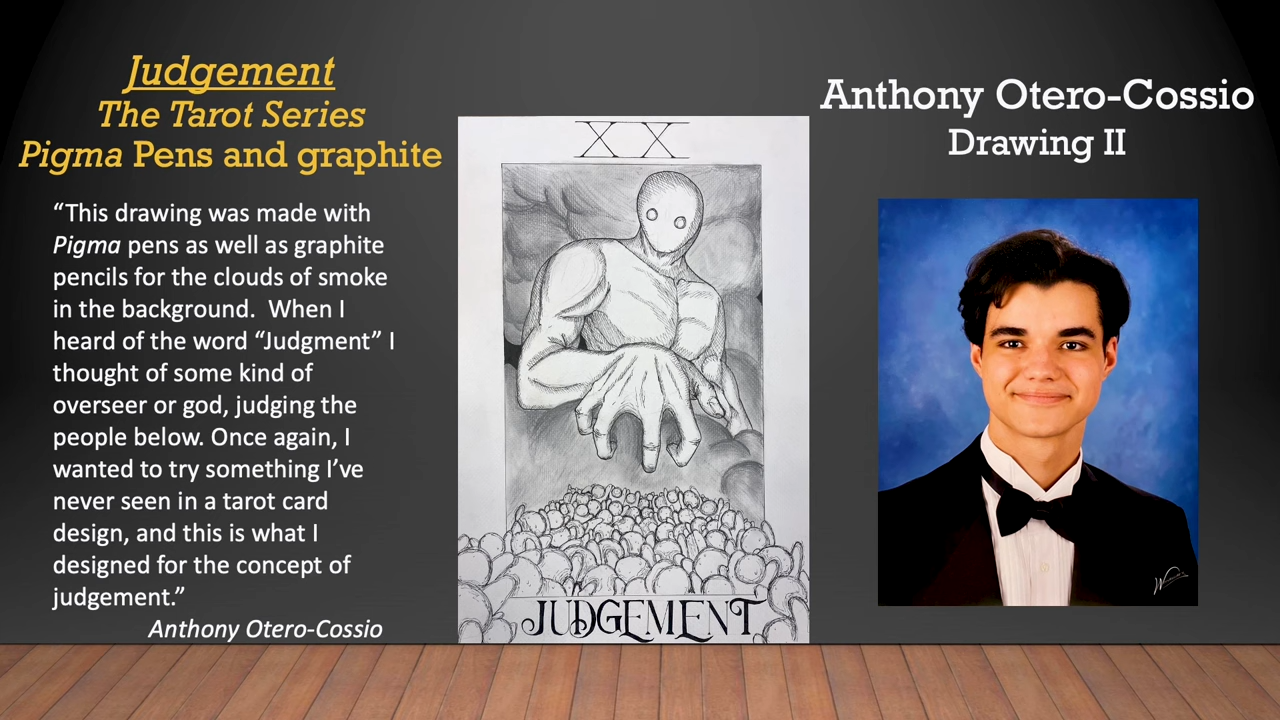 Judgement
The Tarot Series
Pigma Pens and graphite
“This drawing was made with
Pigma pens as well as graphite
pencils for the clouds of smoke
in the background.  When I
heard of the word “Judgment” I
thought of some kind of
overseer or god, judging the
people below. Once again, I
wanted to try something I’ve
never seen in a tarot card
design, and this is what I
designed for the concept of
judgement.”
Anthony Otero-Cossio
XX
JUDGEMENT
Anthony Otero-Cossio
Drawing II